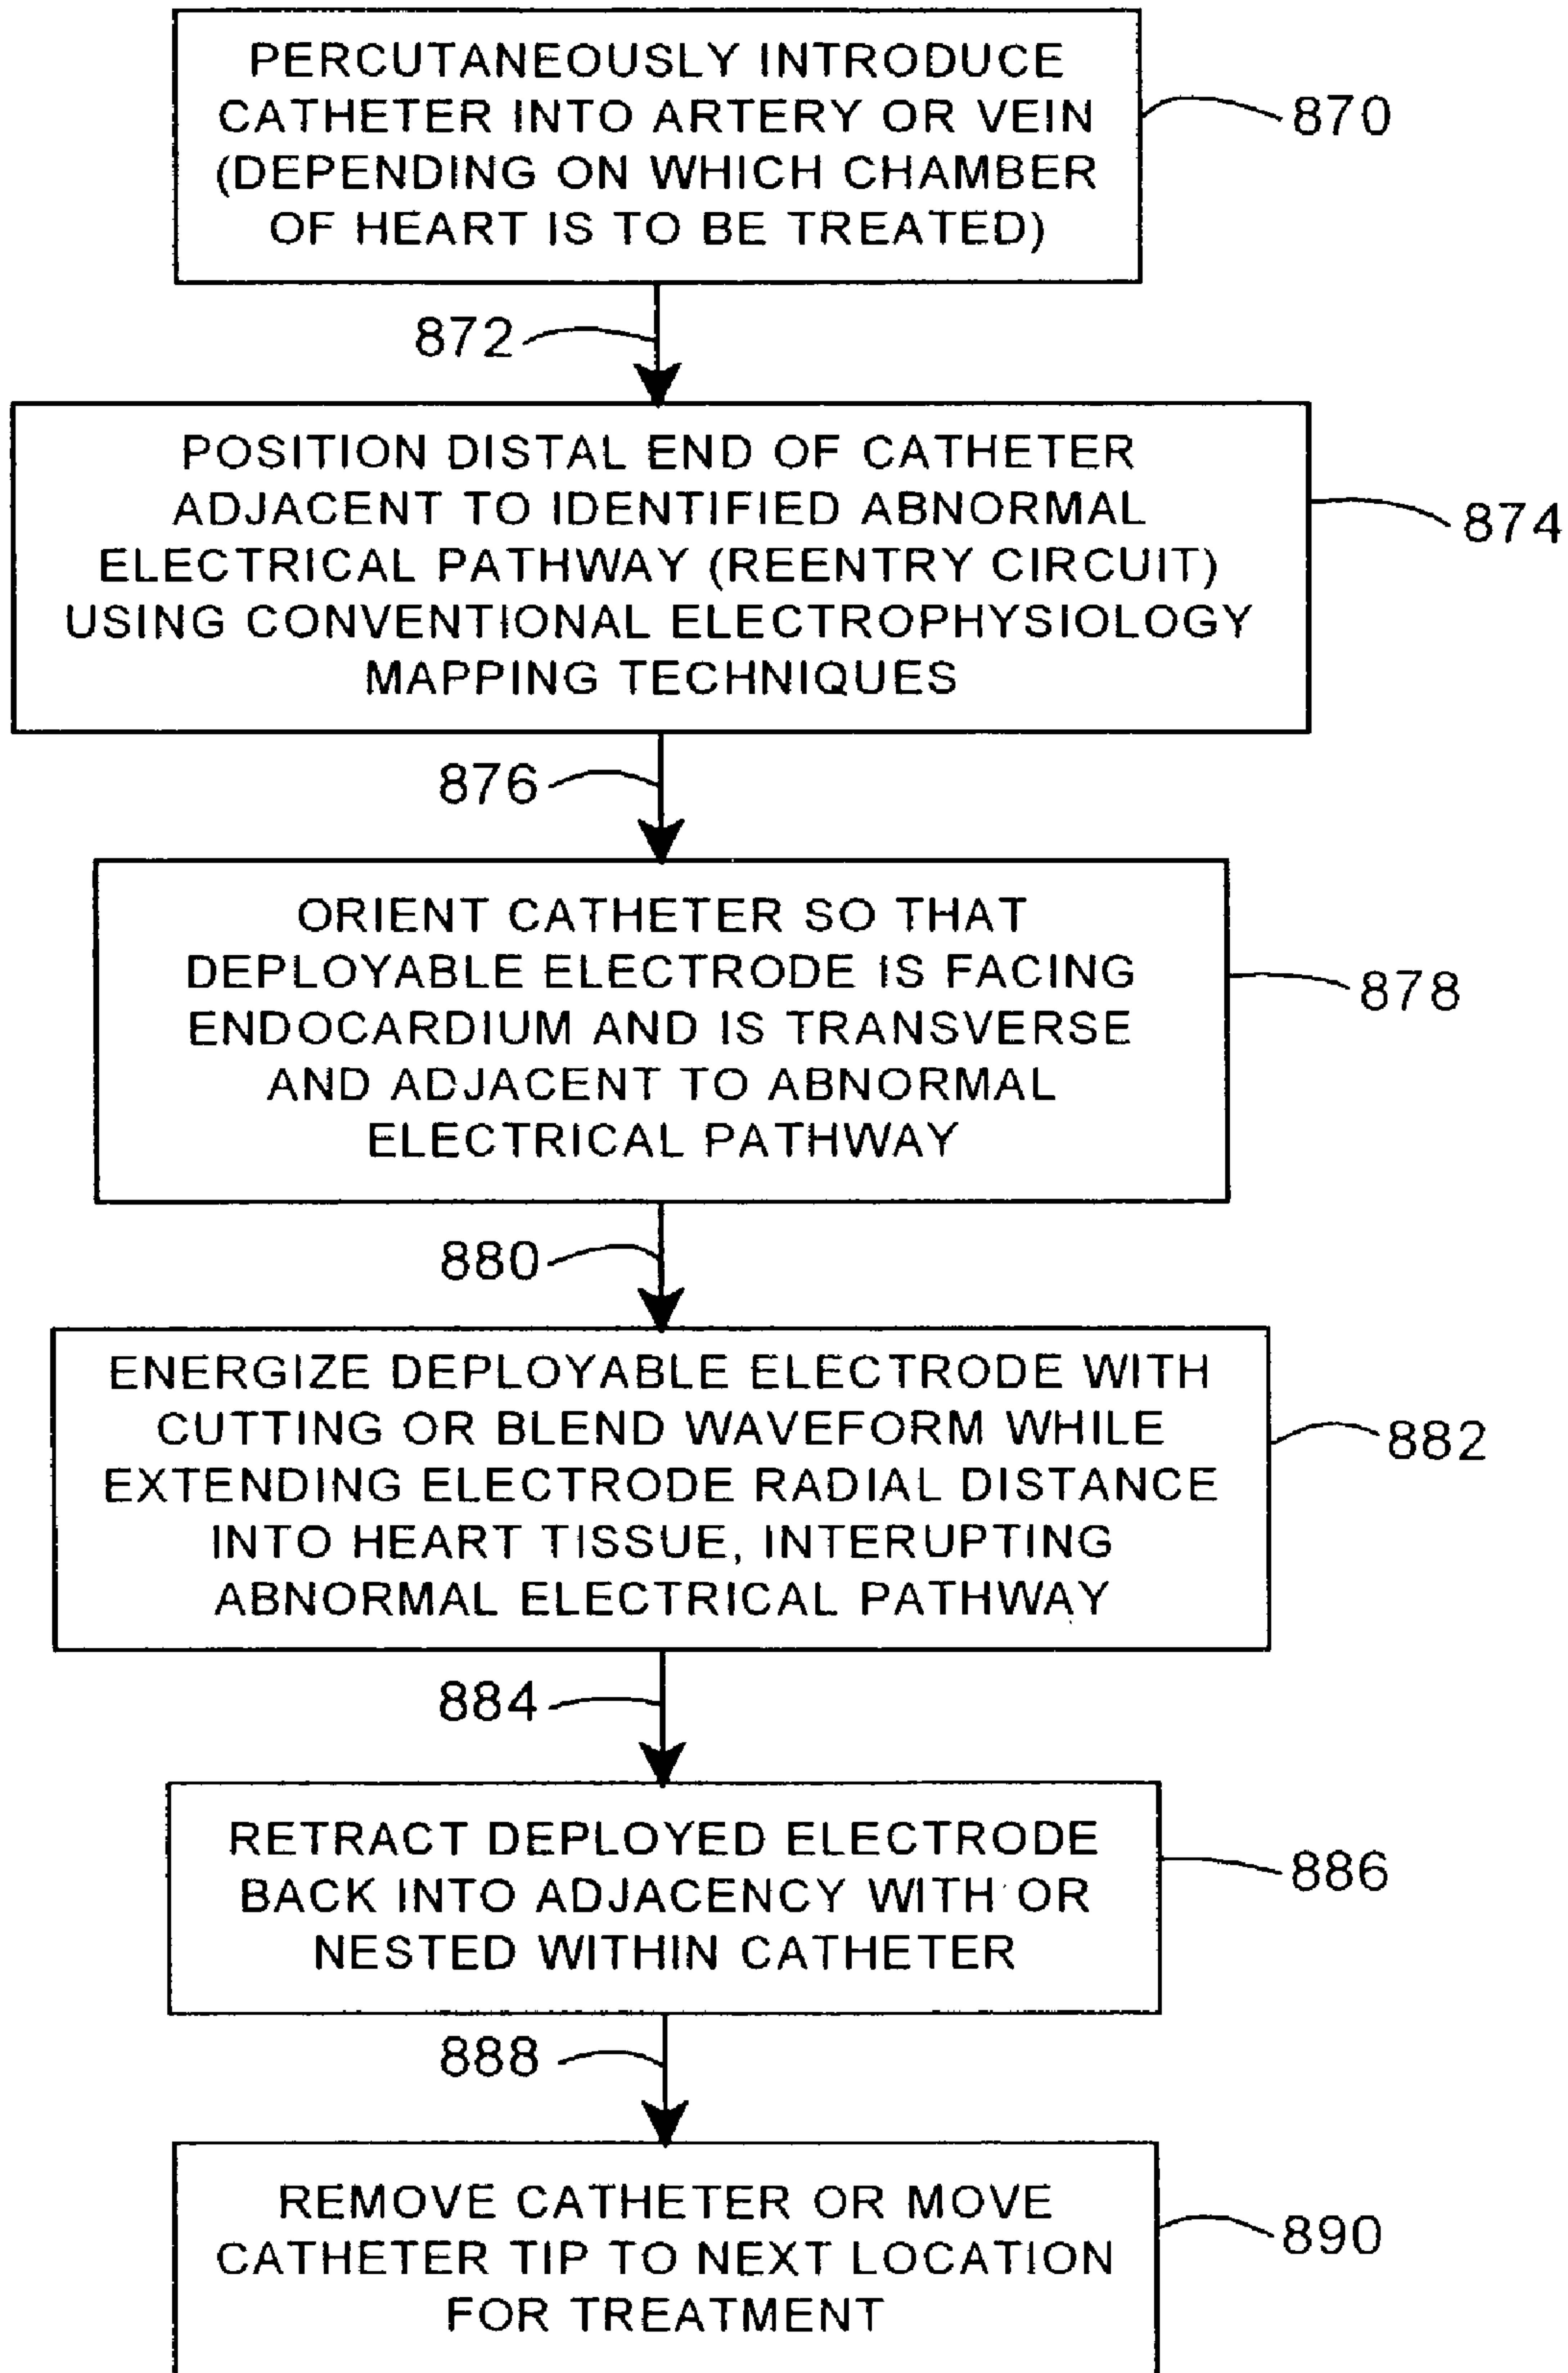 PERCUTANEOUSLY INTRODUCE
CATHETER INTO ARTERY OR VEIN
(DEPENDING ON WHICH CHAMBER
OF HEART IS TO BE TREATED)
870
872
POSITION DISTAL END OF CATHETER
ADJACENT TO IDENTIFIED ABNORMAL
ELECTRICAL PATHWAY (REENTRY CIRCUIT)
USING CONVENTIONAL ELECTROPHYSIOLOGY
MAPPING TECHNIQUES
874
876
ORIENT CATHETER SO THAT
DEPLOYABLE ELECTRODE IS FACING
ENDOCARDIUM AND IS TRANSVERSE
AND ADJACENT TO ABNORMAL
ELECTRICAL PATHWAY
878
880
ENERGIZE DEPLOYABLE ELECTRODE WITH
CUTTING OR BLEND WAVEFORM WHILE
EXTENDING ELECTRODE RADIAL DISTANCE
INTO HEART TISSUE, INTERUPTING
ABNORMAL ELECTRICAL PATHWAY
882
884
RETRACT DEPLOYED ELECTRODE
BACK INTO ADJACENCY WITH OR
NESTED WITHIN CATHETER
886
888
REMOVE CATHETER OR MOVE
CATHETER TIP TO NEXT LOCATION
FOR TREATMENT
890